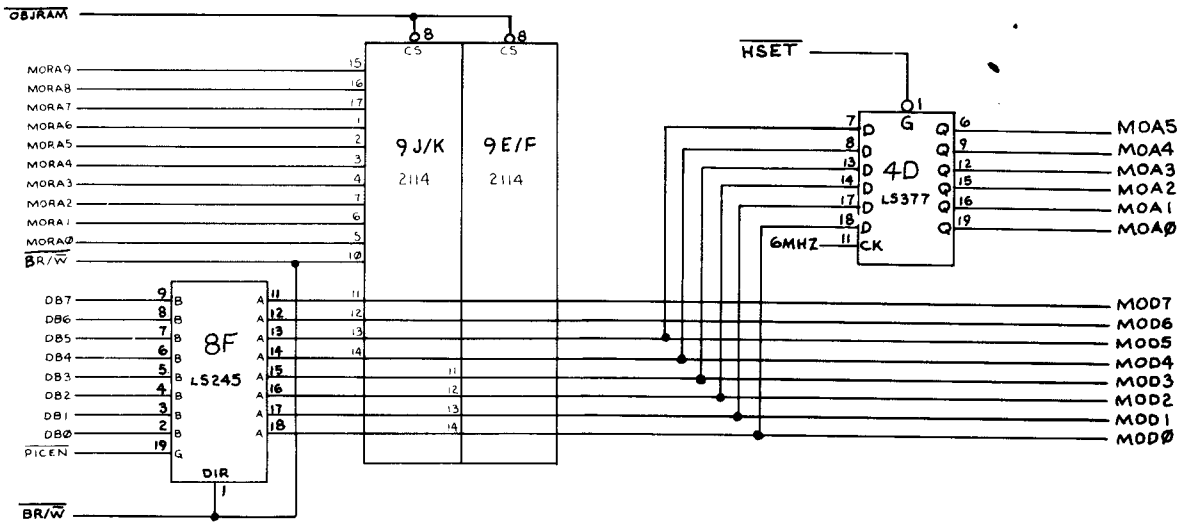 OBJRAM
8
CS
8
CS
MORA9 15
MORA8 16
MORA7 17
MORA6 1
MORA5 2
MORA4 3
MORA3 4
MORA2 7
MORA1 6
MORAØ 5
BR/W 10
9J/K
2114
9E/F
2114
HSET
1
G
7 D Q 6 MOA5
8 D Q 9 MOA4
13 D Q 12 MOA3
14 D Q 15 MOA2
17 D Q 16 MOA1
18 D Q 19 MOAØ
4D
LS377
6MHZ 11 CK
DB7 9 B A 11 11 MOD7
DB6 8 B A 12 12 MOD6
DB5 7 B A 13 13 MOD5
DB4 6 B A 14 14 MOD4
DB3 5 B A 15 11 MOD3
DB2 4 B A 16 12 MOD2
DB1 3 B A 17 13 MOD1
DBØ 2 B A 18 14 MODØ
8F
LS245
PICEN 19 G
DIR
1
BR/W